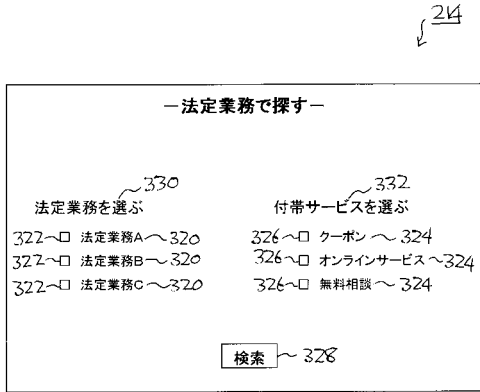 214
ー法定業務で探すー
330
332
法定業務を選ぶ 付帯サービスを選ぶ
322 法定業務A 320 326 クーポン 324
322 法定業務B 320 326 オンラインサービス 324
322 法定業務C 320 326 無料相談 324
検索 328